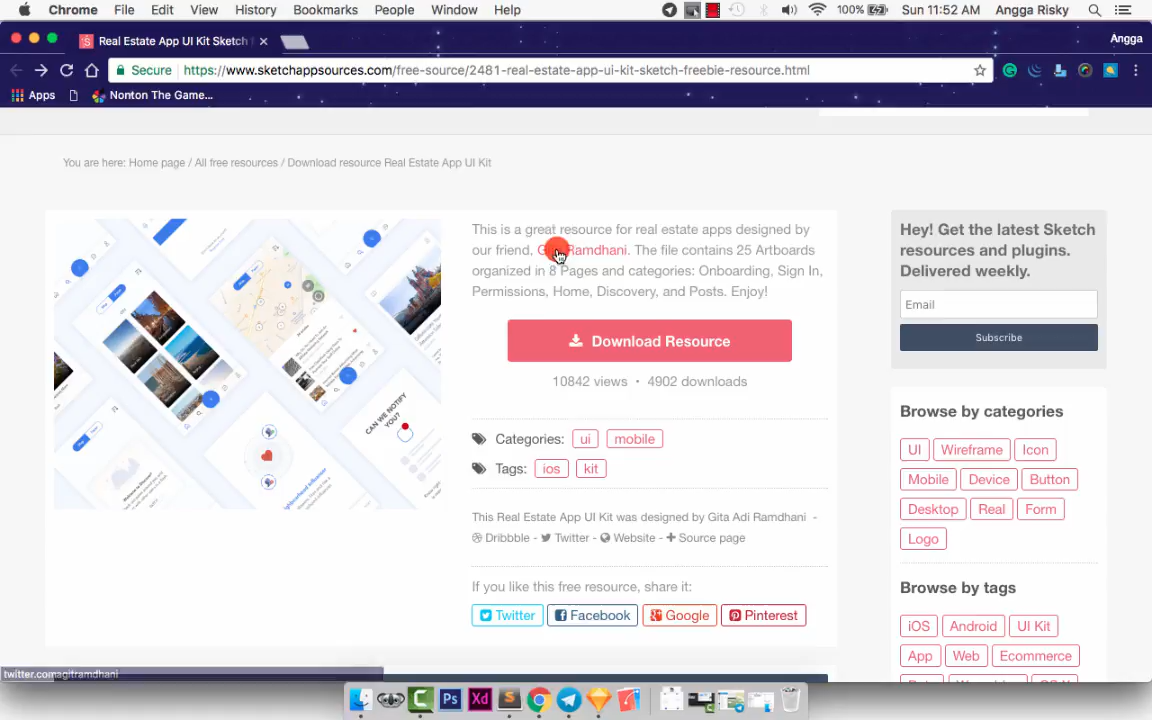 Chrome File Edit View History Bookmarks People Window Help 100% Sun 11:52 AM Angga Risky
Real Estate App UI Kit Sketch Angga
Secure https://www.sketchappsources.com/free-source/2481-real-estate-app-ui-kit-sketch-freebie-resource.html
Apps Nonton The Game...
You are here: Home page / All free resources / Download resource Real Estate App UI Kit
This is a great resource for real estate apps designed by
our friend, Ramdhani. The file contains 25 Artboards
organized in 8 Pages and categories: Onboarding, Sign In,
Permissions, Home, Discovery, and Posts. Enjoy!
Download Resource
10842 views • 4902 downloads
Categories: ui mobile
Tags: ios kit
This Real Estate App UI Kit was designed by Gita Adi Ramdhani -
Dribbble - Twitter - Website - Source page
If you like this free resource, share it:
Twitter Facebook Google Pinterest
CAN WE NOTIFY
YOU?
Hey! Get the latest Sketch
resources and plugins.
Delivered weekly.
Email
Subscribe
Browse by categories
UI Wireframe Icon
Mobile Device Button
Desktop Real Form
Logo
Browse by tags
iOS Android UI Kit
App Web Ecommerce
Ps Xd S